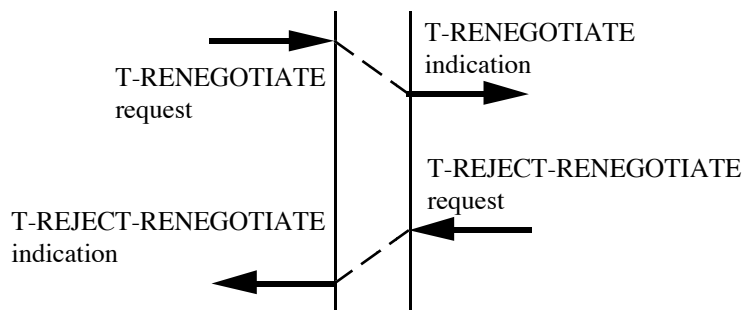 T-RENEGOTIATE
request
T-RENEGOTIATE
indication
T-REJECT-RENEGOTIATE
request
T-REJECT-RENEGOTIATE
indication